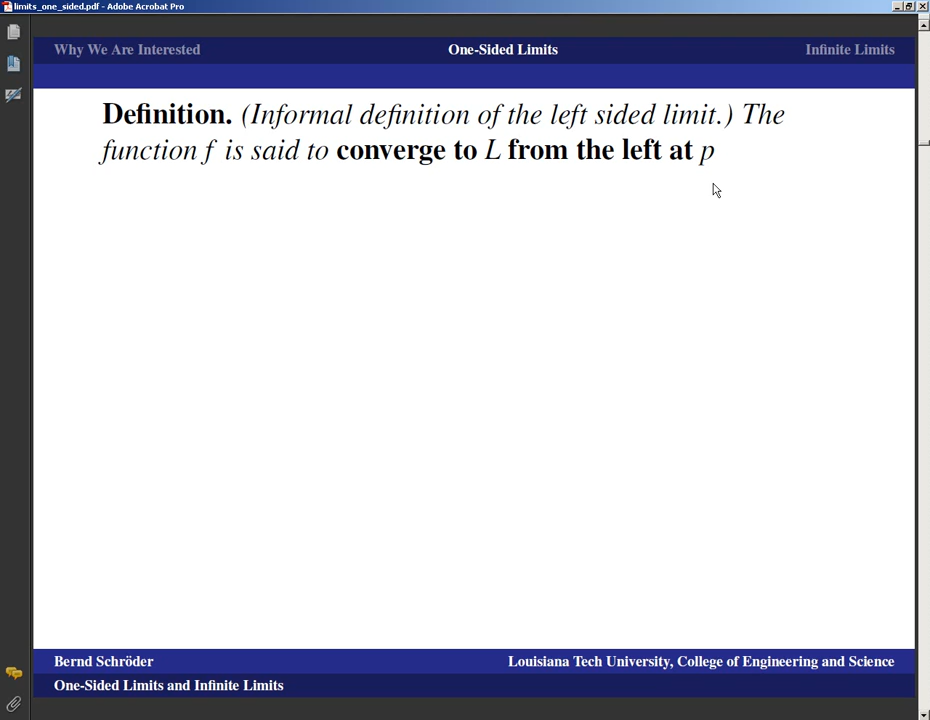 limits_one_sided.pdf - Adobe Acrobat Pro
Why We Are Interested One-Sided Limits Infinite Limits
Definition. (Informal definition of the left sided limit.) The
function f is said to converge to L from the left at p
Bernd Schröder Louisiana Tech University, College of Engineering and Science
One-Sided Limits and Infinite Limits